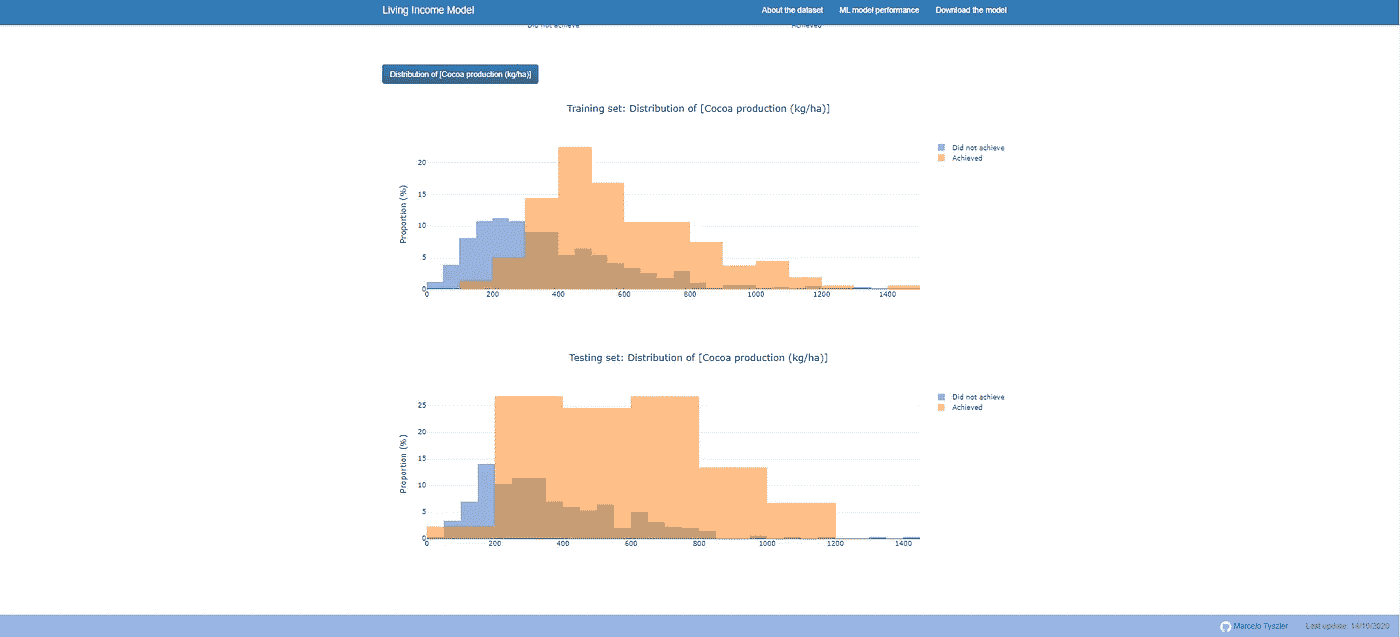 Living Income Model
About the dataset
ML model performance
Download the model
Did not achieve
Achieved
Distribution of [Cocoa production (kg/ha)]
Training set: Distribution of [Cocoa production (kg/ha)]
Did not achieve
Achieved
Proportion (%)
20
15
10
5
0
0 200 400 600 800 1000 1200 1400
Testing set: Distribution of [Cocoa production (kg/ha)]
Did not achieve
Achieved
Proportion (%)
25
20
15
10
5
0
0 200 400 600 800 1000 1200 1400
Marcelo Tyszler
Last update: 14/10/2020